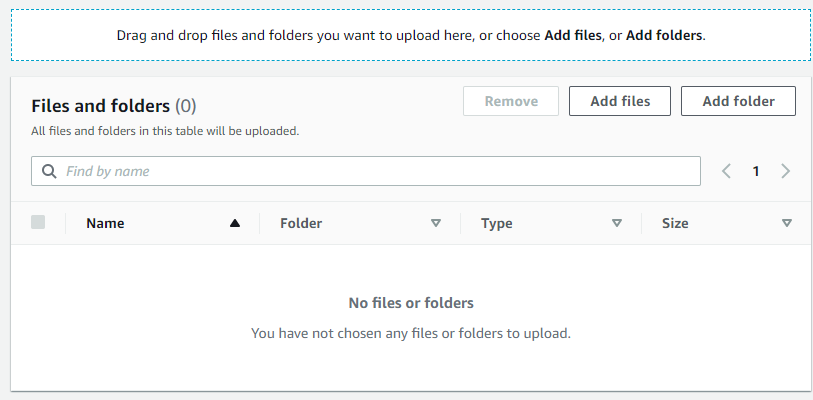 Drag and drop files and folders you want to upload here, or choose Add files, or Add folders.
Files and folders (0)
Remove
Add files
Add folder
All files and folders in this table will be uploaded.
Find by name
1
Name
Folder
Type
Size
No files or folders
You have not chosen any files or folders to upload.